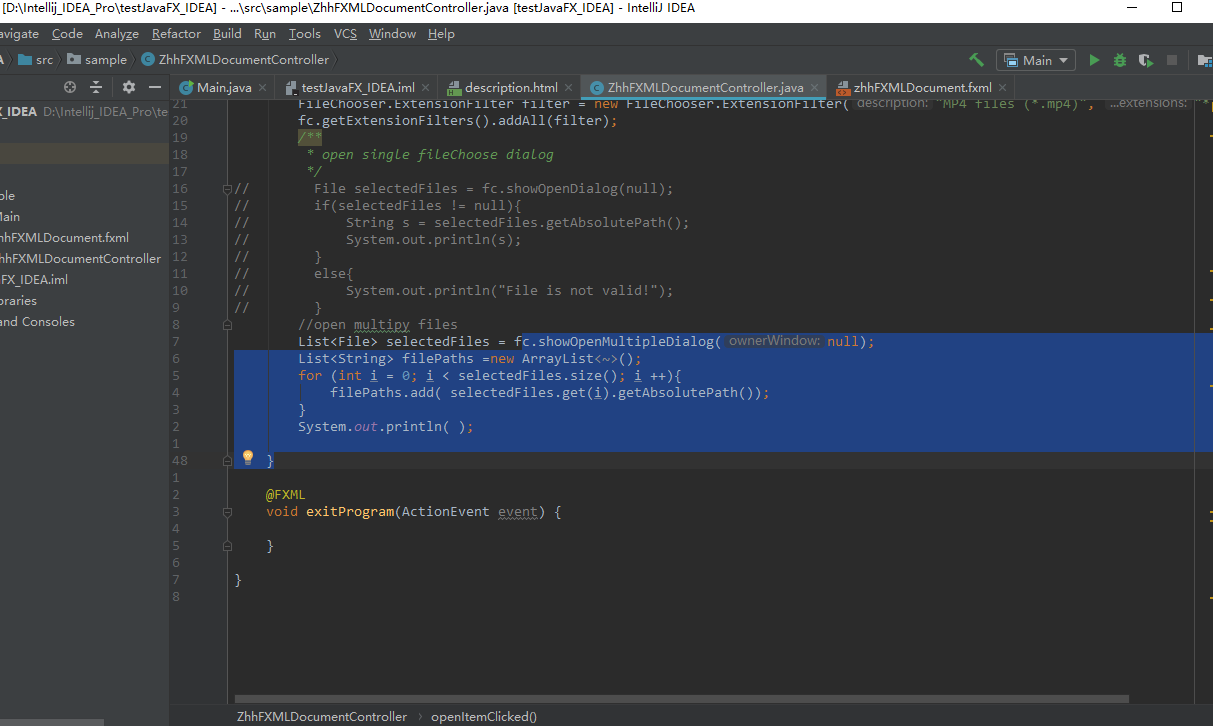 [D:\Intellij_IDEA_Pro\testJavaFX_IDEA] - ...\src\sample\ZhhFXMLDocumentController.java [testJavaFX_IDEA] - IntelliJ IDEA
avigate Code Analyze Refactor Build Run Tools VCS Window Help
A src sample ZhhFXMLDocumentController Main
Main.java testJavaFX_IDEA.iml description.html ZhhFXMLDocumentController.java zhhFXMLDocument.fxml
X_IDEA D:\Intellij_IDEA_Pro\te
ple
Main
hhFXMLDocument.fxml
hhFXMLDocumentController
FX_IDEA.iml
braries
and Consoles
21 FileChooser.ExtensionFilter filter = new FileChooser.ExtensionFilter( description: "MP4 files (*.mp4)", ...extensions: "*
20 fc.getExtensionFilters().addAll(filter);
19 /**
18 * open single fileChoose dialog
17 */
16 // File selectedFiles = fc.showOpenDialog(null);
15 // if(selectedFiles != null){
14 // String s = selectedFiles.getAbsolutePath();
13 // System.out.println(s);
12 // }
11 // else{
10 // System.out.println("File is not valid!");
9 // }
8 //open multipy files
7 List<File> selectedFiles = fc.showOpenMultipleDialog( ownerWindow: null);
6 List<String> filePaths =new ArrayList<~>();
5 for (int i = 0; i < selectedFiles.size(); i ++){
4 filePaths.add( selectedFiles.get(i).getAbsolutePath());
3 }
2 System.out.println( );
1
48 }
1
2 @FXML
3 void exitProgram(ActionEvent event) {
4
5 }
6
7 }
8
ZhhFXMLDocumentController › openItemClicked()